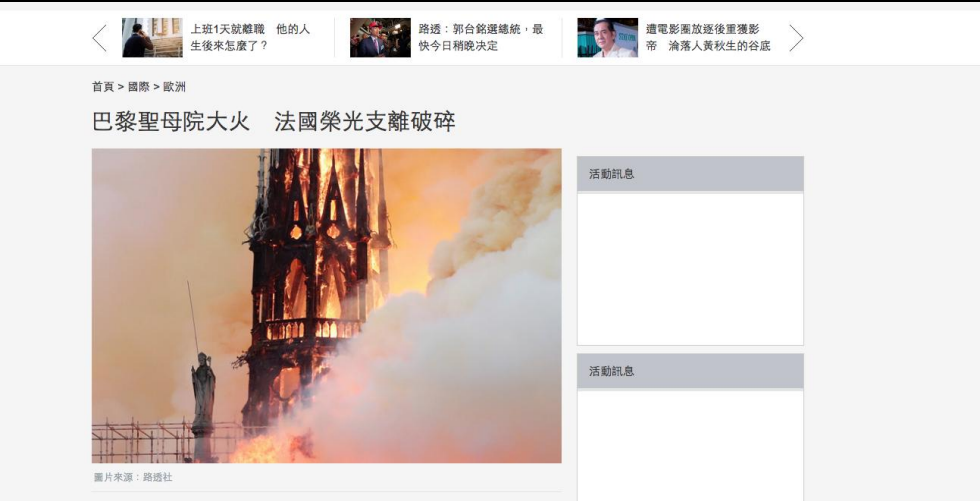 上班1天就離職　他的人
生後來怎麼了？
路透：郭台銘選總統，最
快今日稍晚決定
遭電影圈放逐後重獲影
帝　淪落人黃秋生的谷底
首頁 > 國際 > 歐洲
巴黎聖母院大火　法國榮光支離破碎
活動訊息
活動訊息
圖片來源：路透社